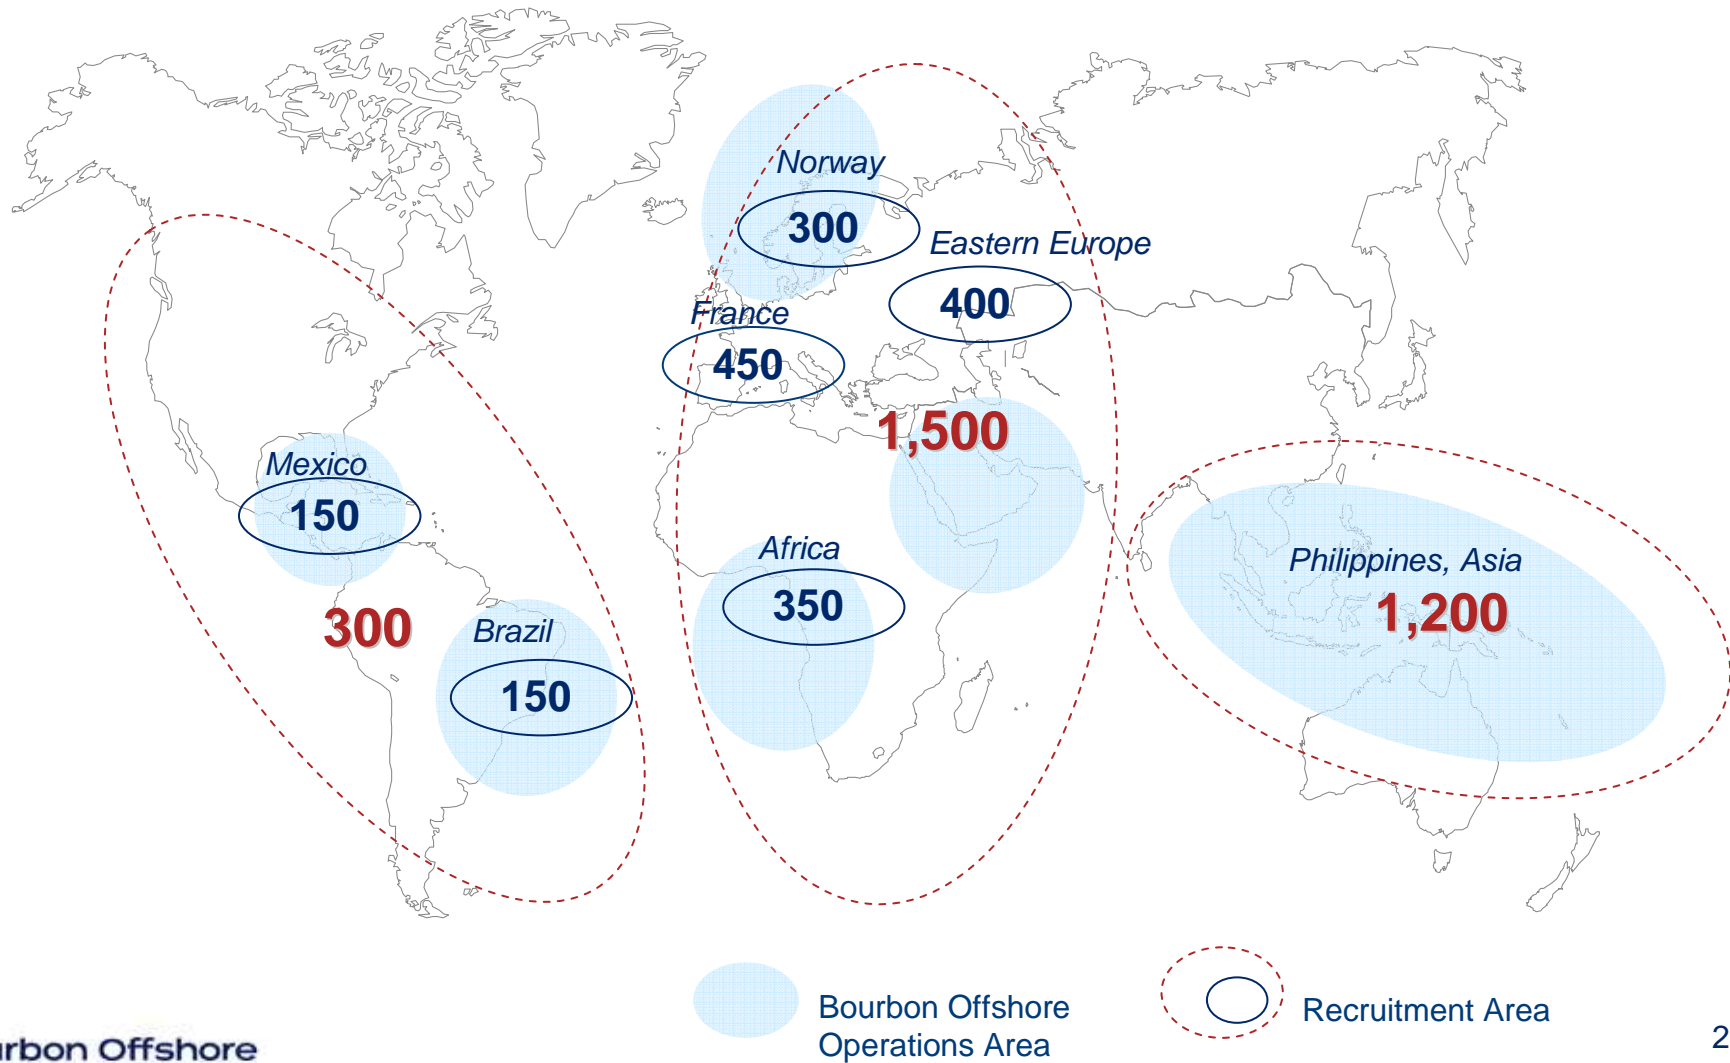 Norway
300
Eastern Europe
400
France
450
1,500
Mexico
150
Africa
350
Philippines, Asia
1,200
300
Brazil
150
Bourbon Offshore
Operations Area
Recruitment Area
rbon Offshore
2